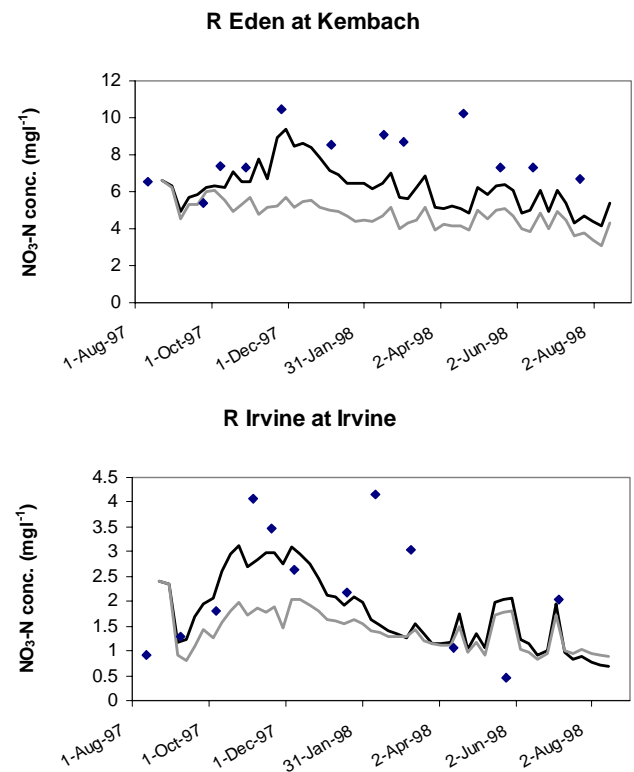 R Eden at Kembach
NO₃-N conc. (mgl⁻¹)
12
10
8
6
4
2
0
1-Aug-97
1-Oct-97
1-Dec-97
31-Jan-98
2-Apr-98
2-Jun-98
2-Aug-98
R Irvine at Irvine
NO₃-N conc. (mgl⁻¹)
4.5
4
3.5
3
2.5
2
1.5
1
0.5
0
1-Aug-97
1-Oct-97
1-Dec-97
31-Jan-98
2-Apr-98
2-Jun-98
2-Aug-98